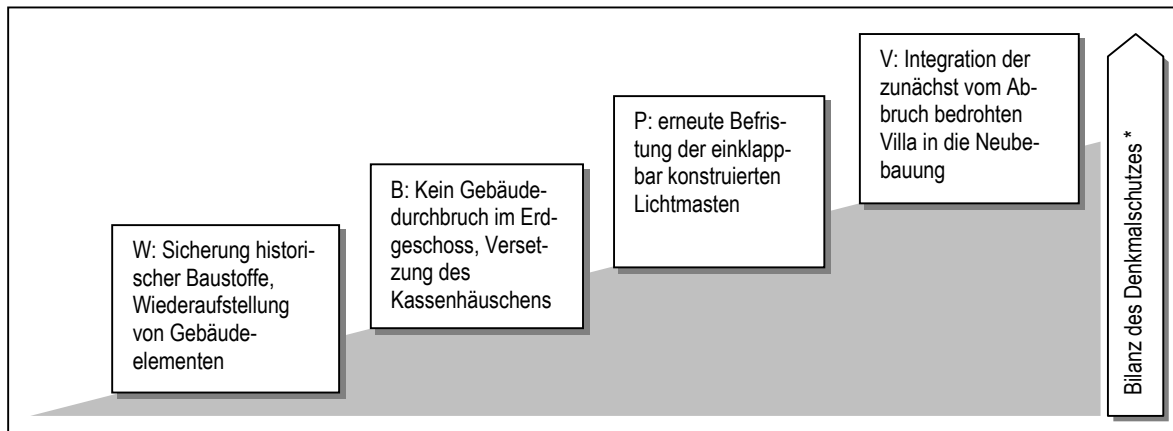 W: Sicherung histori-
scher Baustoffe,
Wiederaufstellung
von Gebäude-
elementen
B: Kein Gebäude-
durchbruch im Erd-
geschoss, Verset-
zung des
Kassenhäuschens
P: erneute Befris-
tung der einklapp-
bar konstruierten
Lichtmasten
V: Integration der
zunächst vom Ab-
bruch bedrohten
Villa in die Neube-
bauung
Bilanz des Denkmalschutzes *